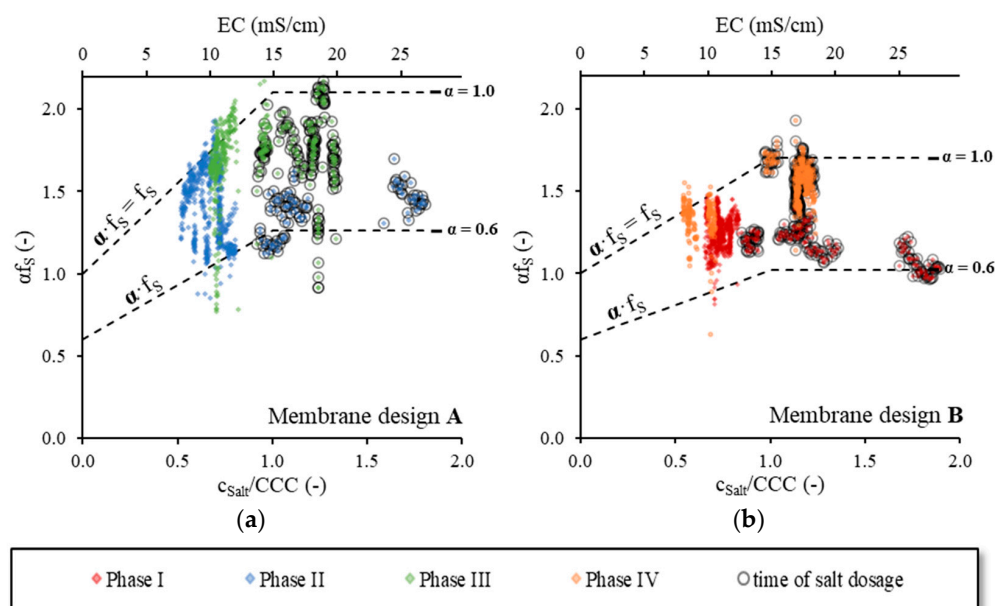 EC (mS/cm)
0 5 10 15 20 25
2.0
1.5
1.0
0.5
0.0
αfS (-)
α = 1.0
α·fS = fS
α = 0.6
α·fS
Membrane design A
0.0 0.5 1.0 1.5 2.0
cSalt/CCC (-)
(a)
EC (mS/cm)
0 5 10 15 20 25
2.0
1.5
1.0
0.5
0.0
αfS (-)
α = 1.0
α·fS = fS
α = 0.6
α·fS
Membrane design B
0.0 0.5 1.0 1.5 2.0
cSalt/CCC (-)
(b)
Phase I Phase II Phase III Phase IV time of salt dosage